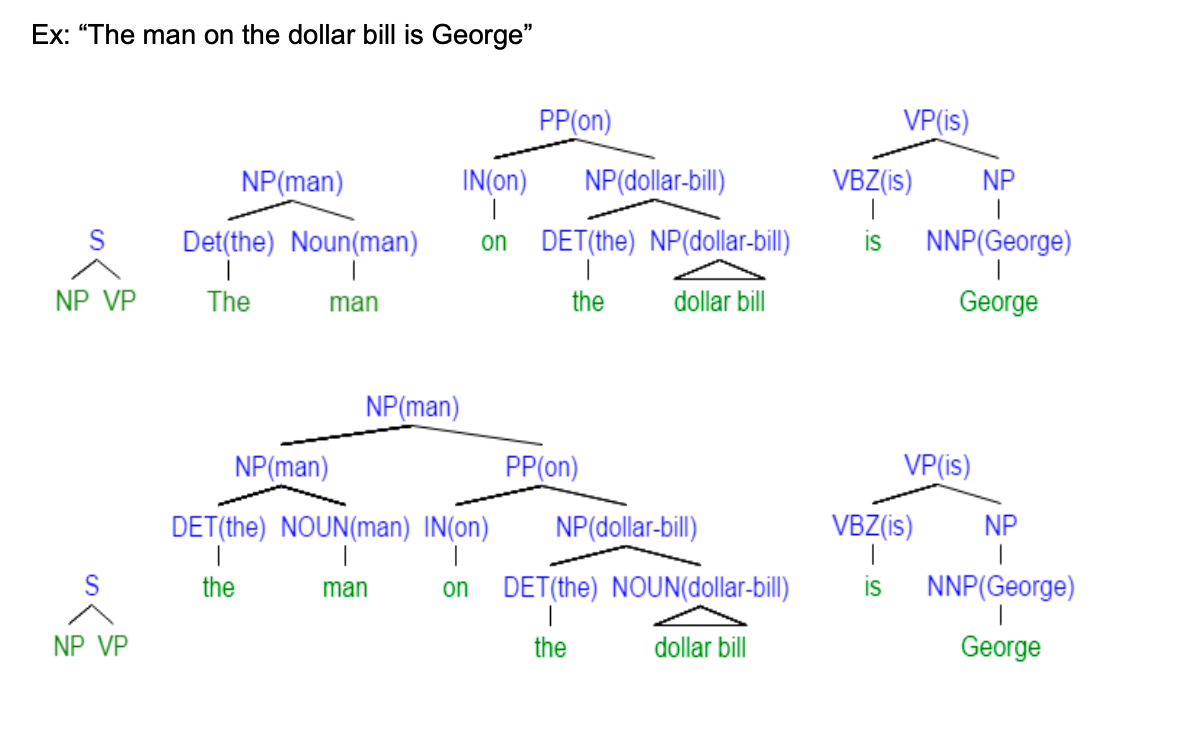 Ex: “The man on the dollar bill is George”
PP(on) VP(is)
NP(man) IN(on) NP(dollar-bill) VBZ(is) NP
S Det(the) Noun(man) on DET(the) NP(dollar-bill) is NNP(George)
NP VP The man the dollar bill George
NP(man)
NP(man) PP(on) VP(is)
DET(the) NOUN(man) IN(on) NP(dollar-bill) VBZ(is) NP
S the man on DET(the) NOUN(dollar-bill) is NNP(George)
NP VP the dollar bill George